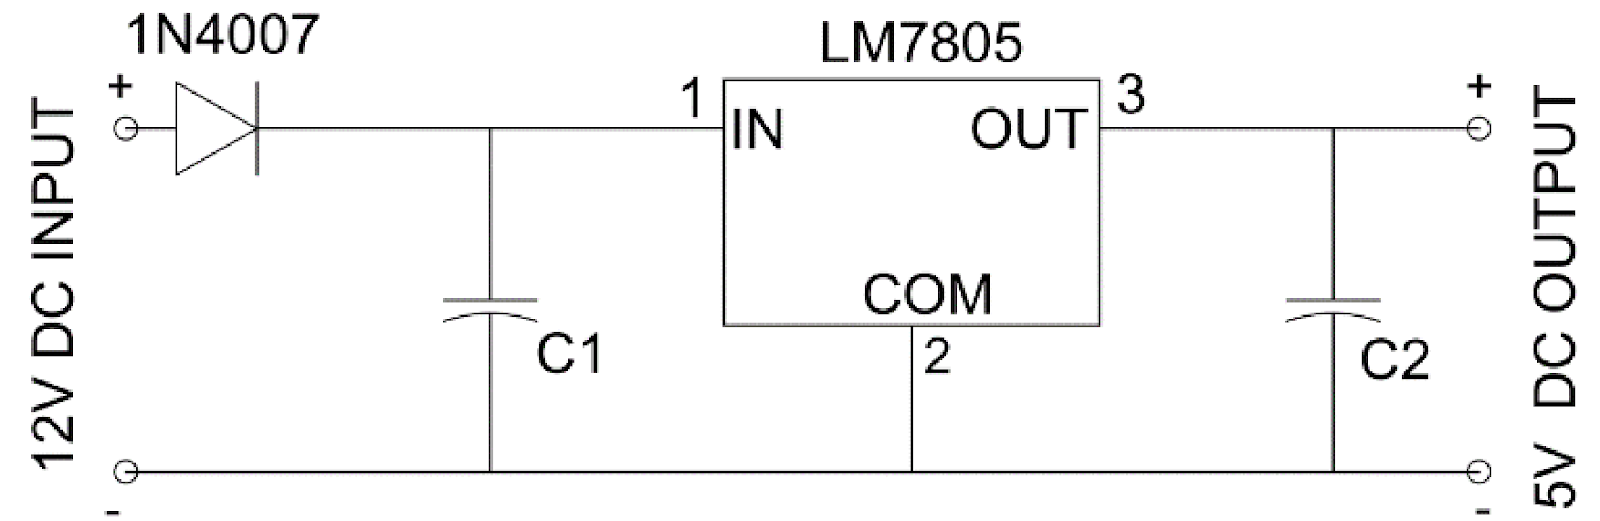 1N4007
LM7805
+
+
1
3
IN
OUT
12V DC INPUT
5V DC OUTPUT
COM
C1
2
C2
-
-